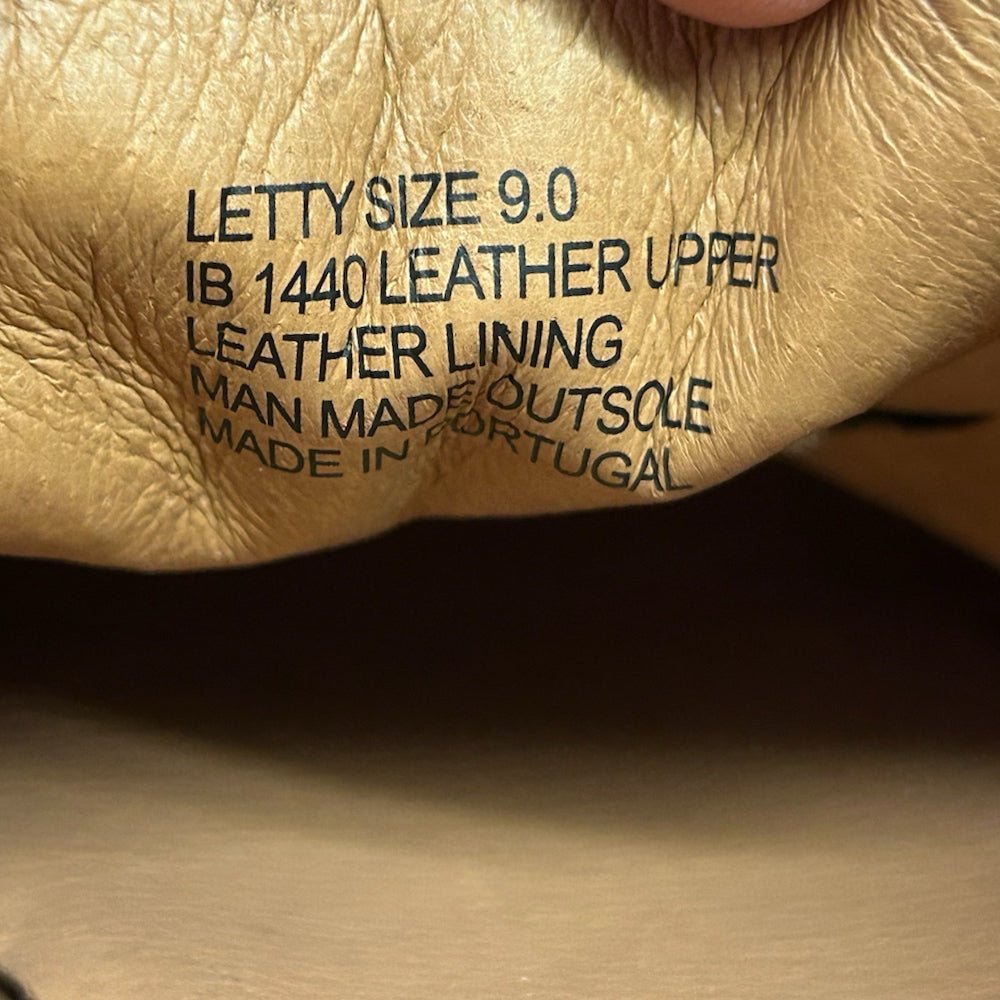 LETTY SIZE 9.0
IB 1440 LEATHER UPPER
LEATHER LINING
MAN MADE OUTSOLE
MADE IN PORTUGAL